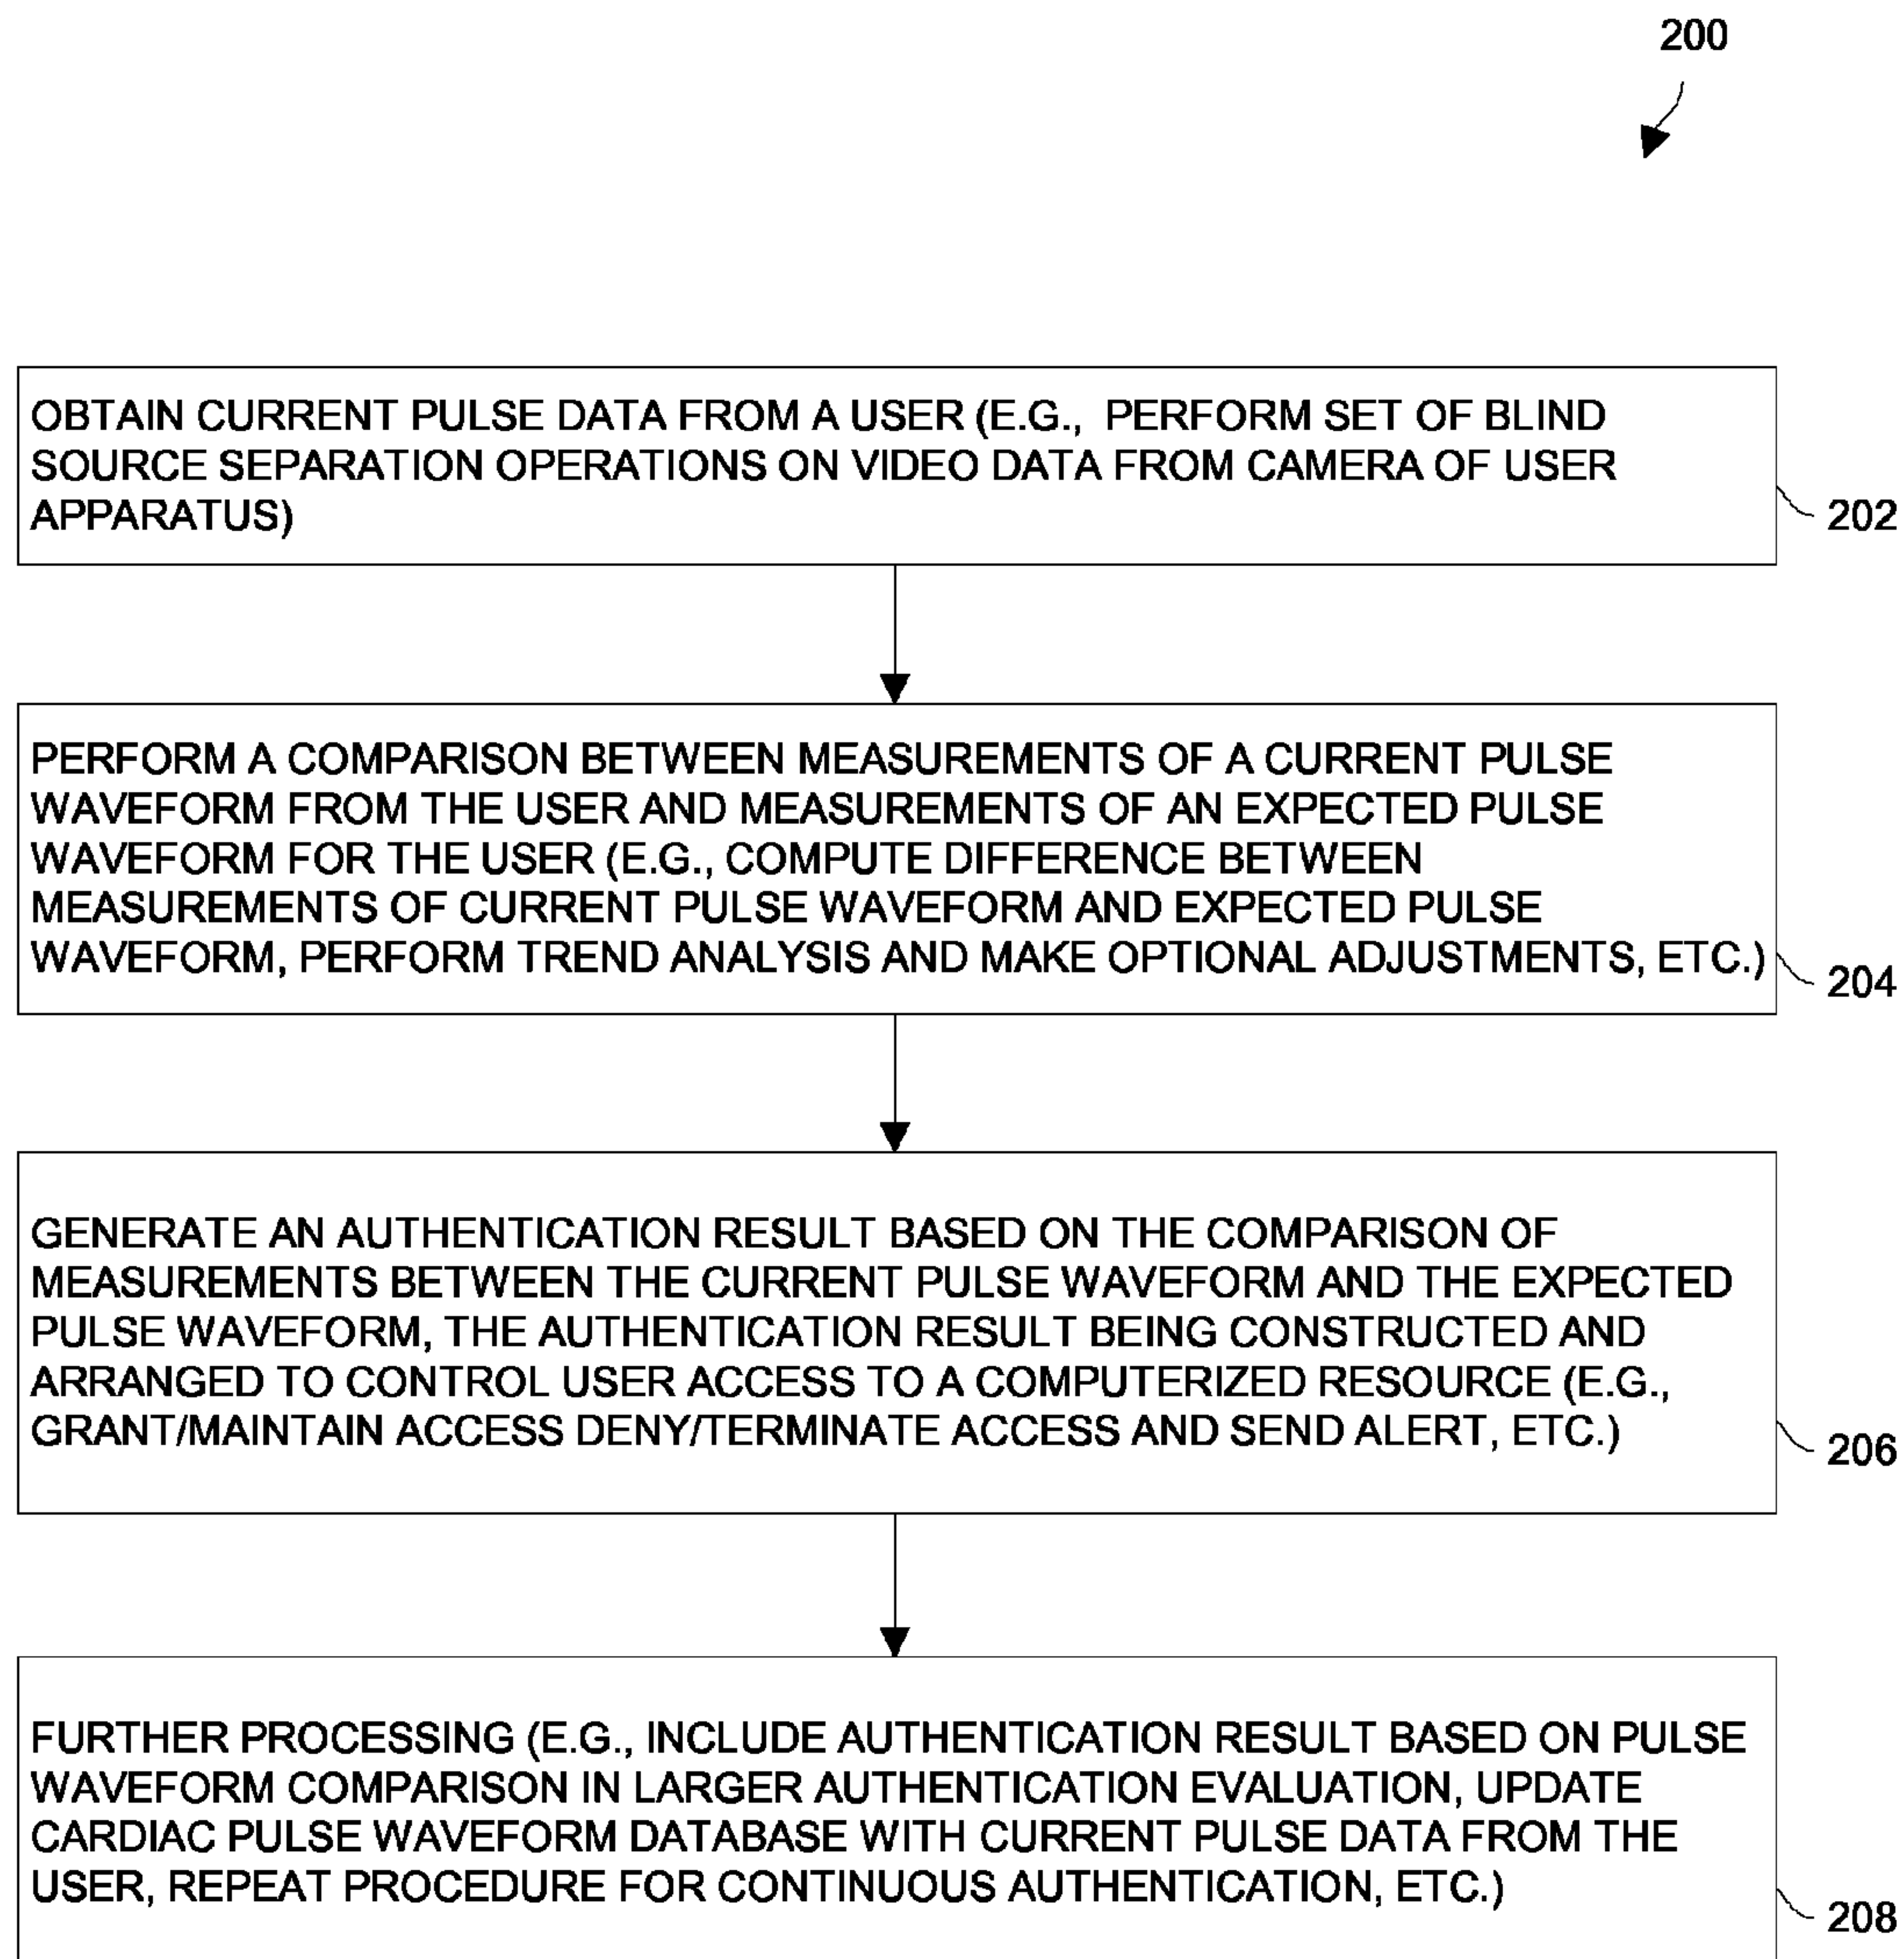 200
OBTAIN CURRENT PULSE DATA FROM A USER (E.G., PERFORM SET OF BLIND
SOURCE SEPARATION OPERATIONS ON VIDEO DATA FROM CAMERA OF USER
APPARATUS)
202
PERFORM A COMPARISON BETWEEN MEASUREMENTS OF A CURRENT PULSE
WAVEFORM FROM THE USER AND MEASUREMENTS OF AN EXPECTED PULSE
WAVEFORM FOR THE USER (E.G., COMPUTE DIFFERENCE BETWEEN
MEASUREMENTS OF CURRENT PULSE WAVEFORM AND EXPECTED PULSE
WAVEFORM, PERFORM TREND ANALYSIS AND MAKE OPTIONAL ADJUSTMENTS, ETC.)
204
GENERATE AN AUTHENTICATION RESULT BASED ON THE COMPARISON OF
MEASUREMENTS BETWEEN THE CURRENT PULSE WAVEFORM AND THE EXPECTED
PULSE WAVEFORM, THE AUTHENTICATION RESULT BEING CONSTRUCTED AND
ARRANGED TO CONTROL USER ACCESS TO A COMPUTERIZED RESOURCE (E.G.,
GRANT/MAINTAIN ACCESS DENY/TERMINATE ACCESS AND SEND ALERT, ETC.)
206
FURTHER PROCESSING (E.G., INCLUDE AUTHENTICATION RESULT BASED ON PULSE
WAVEFORM COMPARISON IN LARGER AUTHENTICATION EVALUATION, UPDATE
CARDIAC PULSE WAVEFORM DATABASE WITH CURRENT PULSE DATA FROM THE
USER, REPEAT PROCEDURE FOR CONTINUOUS AUTHENTICATION, ETC.)
208